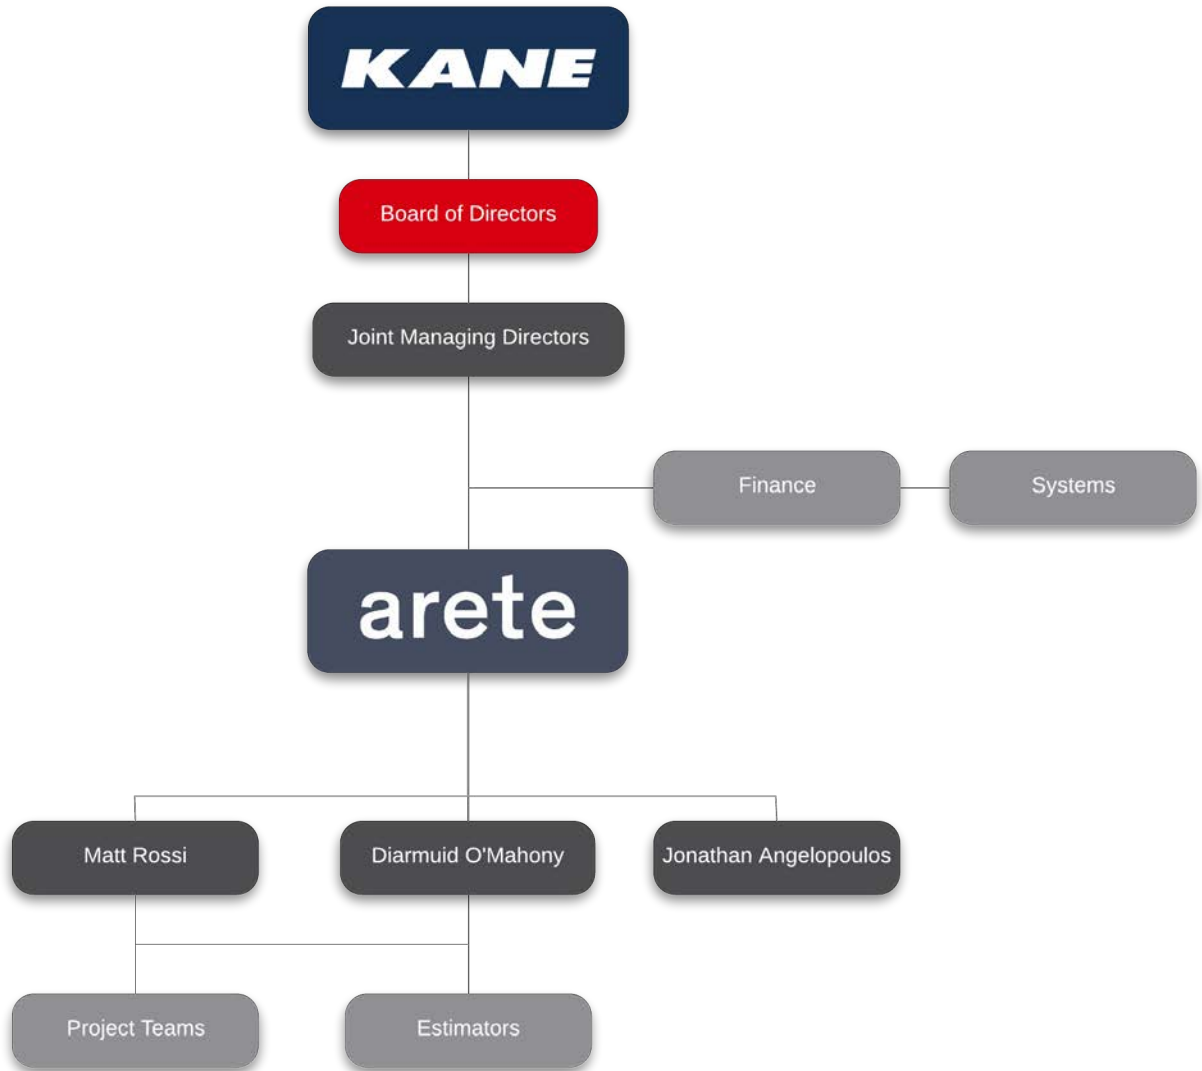 KANE
Board of Directors
Joint Managing Directors
Finance
Systems
arete
Matt Rossi
Diarmuid O'Mahony
Jonathan Angelopoulos
Project Teams
Estimators